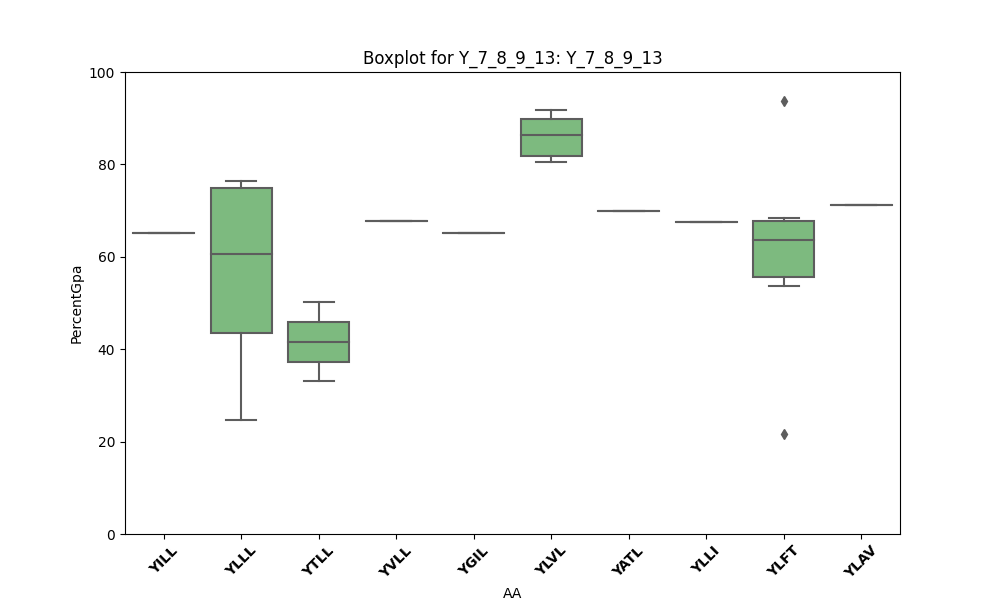 Boxplot for Y_7_8_9_13: Y_7_8_9_13
100
80
60
40
20
0
PercentGpa
YILL
YLLL
YTLL
YVLL
YGIL
YLVL
YATL
YLLI
YLFT
YLAV
AA